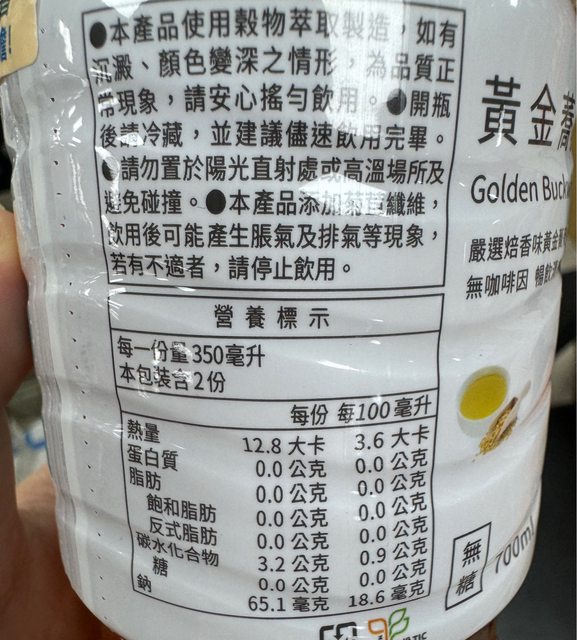 ●本產品使用穀物萃取製造，如有
沉澱、顏色變深之情形，為品質正
常現象，請安心搖勻飲用。●開瓶
後請冷藏，並建議儘速飲用完畢。
●請勿置於陽光直射處或高溫場所及
避免碰撞。●本產品添加菊苣纖維，
飲用後可能產生脹氣及排氣等現象，
若有不適者，請停止飲用。
營養標示
每一份量 350毫升
本包裝含 2份
每份 每100毫升
熱量 12.8 大卡 3.6 大卡
蛋白質 0.0 公克 0.0 公克
脂肪 0.0 公克 0.0 公克
飽和脂肪 0.0 公克 0.0 公克
反式脂肪 0.0 公克 0.0 公克
碳水化合物 3.2 公克 0.9 公克
糖 0.0 公克 0.0 公克
鈉 65.1 毫克 18.6 毫克
黃金蕎
Golden Buckw
嚴選焙香味黃金
無咖啡因 暢飲
無糖
700ml